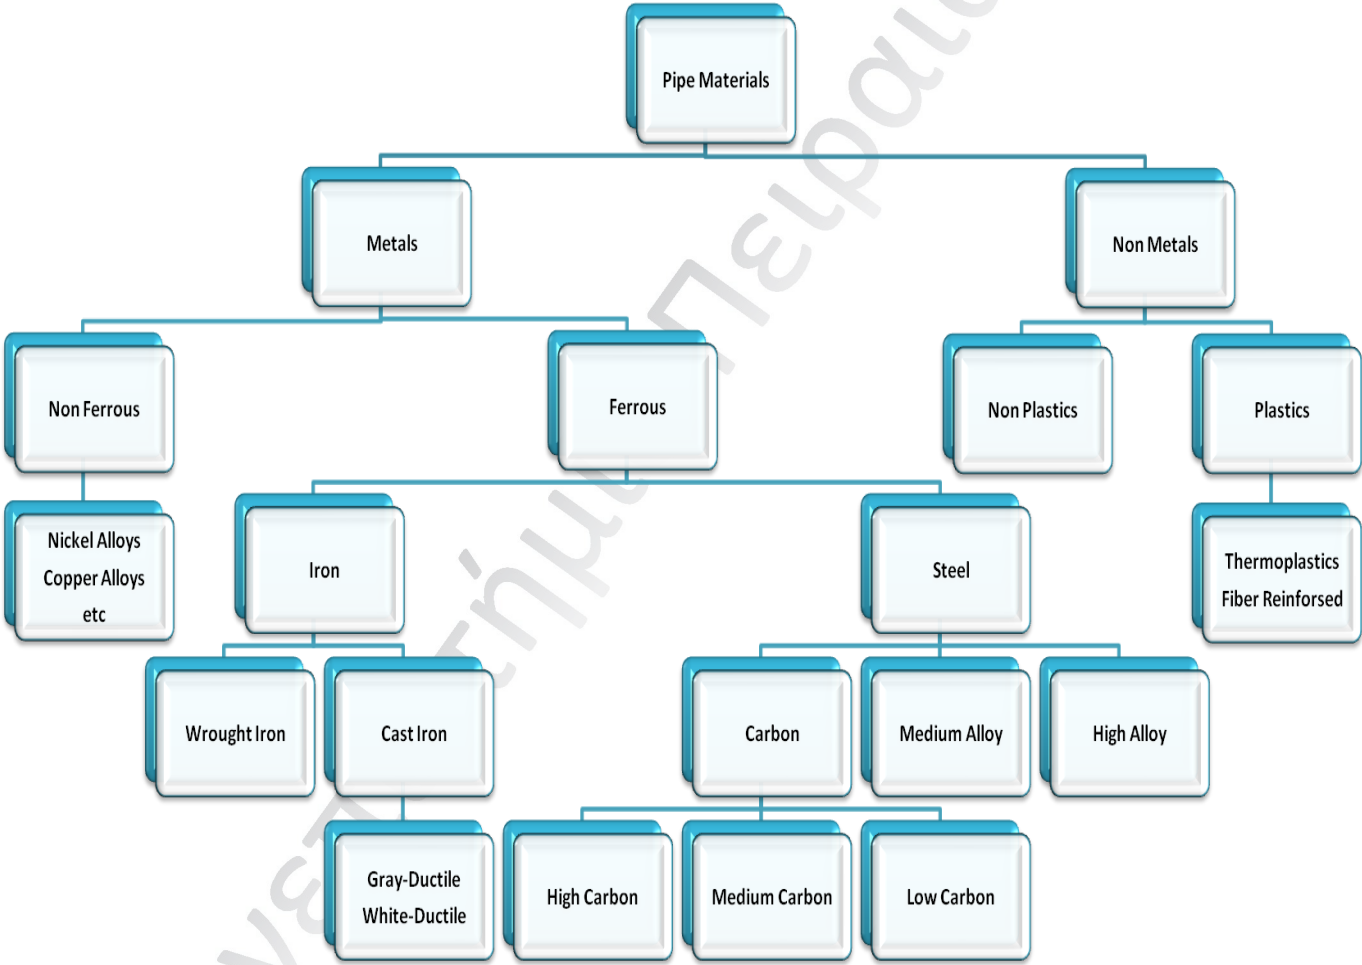 Pipe Materials
Metals
Non Metals
Non Ferrous
Ferrous
Non Plastics
Plastics
Nickel Alloys
Copper Alloys
etc
Iron
Steel
Thermoplastics
Fiber Reinforsed
Wrought Iron
Cast Iron
Carbon
Medium Alloy
High Alloy
Gray-Ductile
White-Ductile
High Carbon
Medium Carbon
Low Carbon